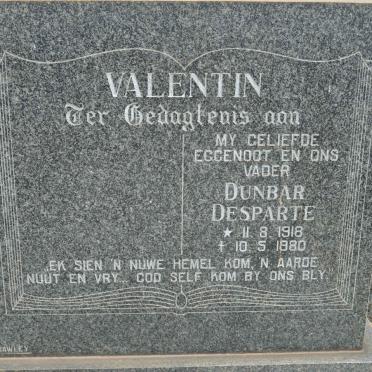 VALENTIN
Ter Gedagtenis aan
MY GELIEFDE
EGGENOOT EN ONS
VADER
DUNBAR
DESPARTE
★ 11.8.1918
† 10.5.1980
„EK SIEN 'N NUWE HEMEL KOM, 'N AARDE
NUUT EN VRY... GOD SELF KOM BY ONS BLY."